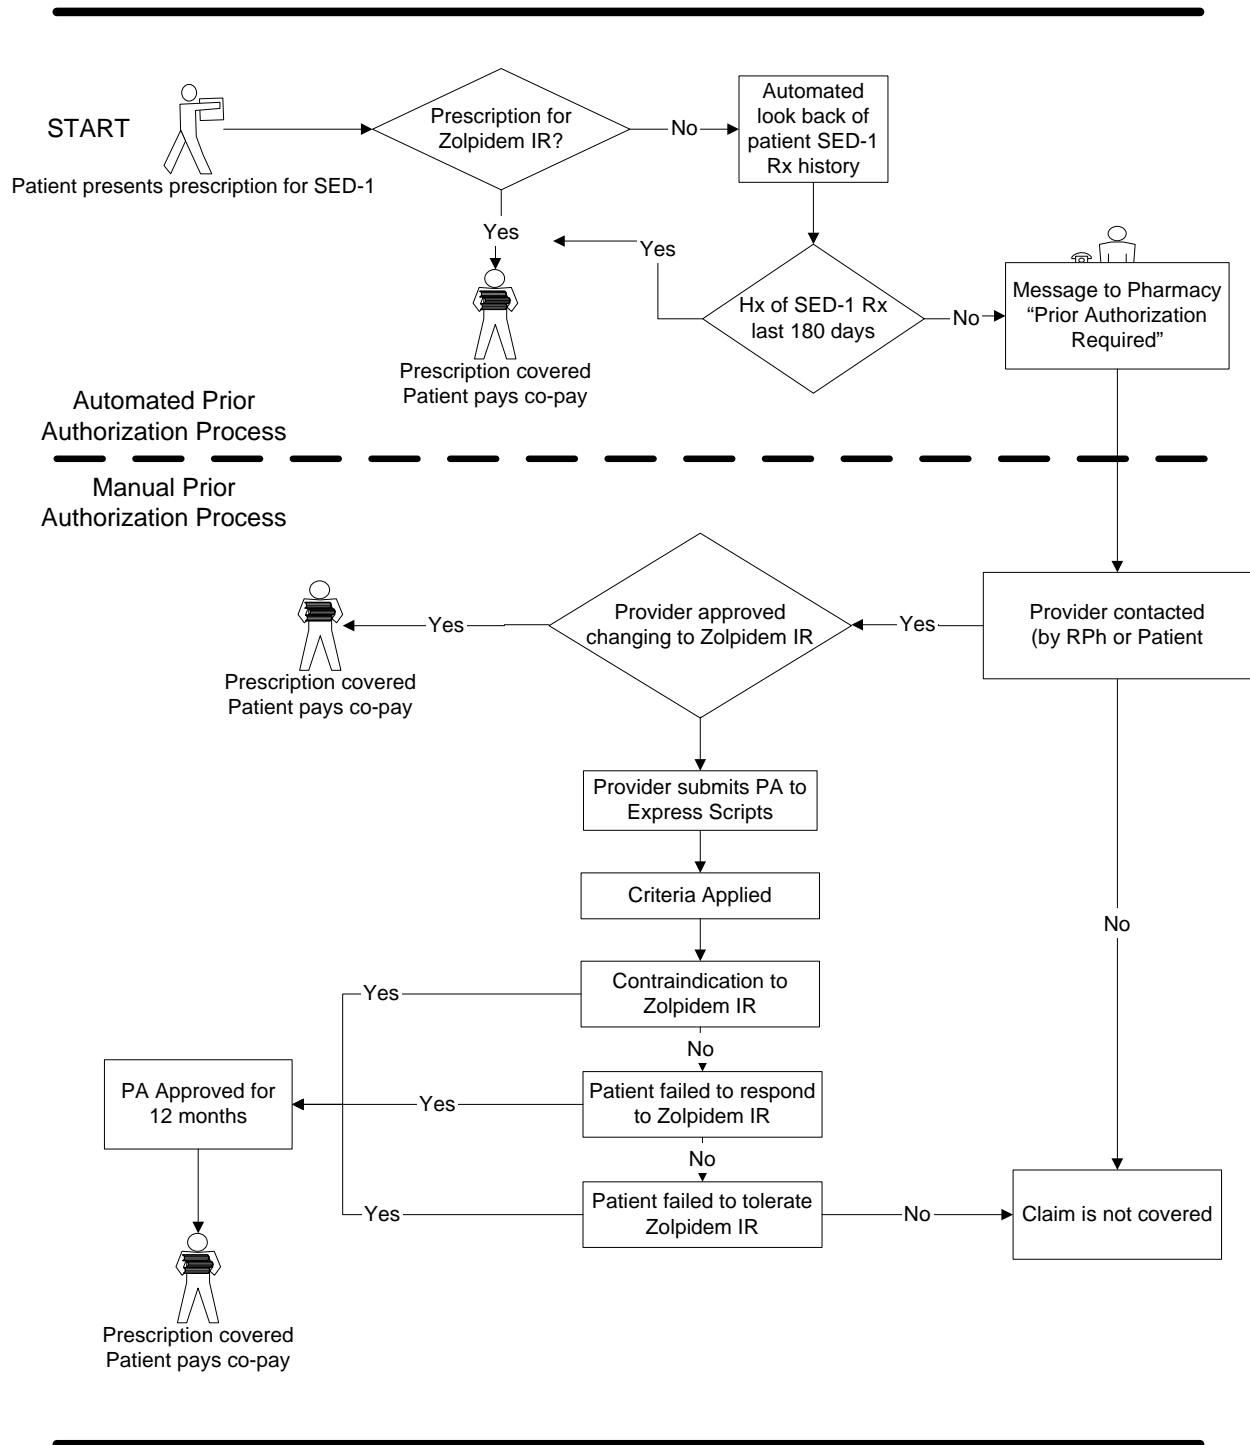 START
Patient presents prescription for SED-1
Prescription for
Zolpidem IR?
No
Automated
look back of
patient SED-1
Rx history
Yes
Yes
Hx of SED-1 Rx
last 180 days
No
Message to Pharmacy
“Prior Authorization
Required”
Prescription covered
Patient pays co-pay
Automated Prior
Authorization Process
Manual Prior
Authorization Process
Provider contacted
(by RPh or Patient
Yes
Provider approved
changing to Zolpidem IR
Yes
Prescription covered
Patient pays co-pay
Provider submits PA to
Express Scripts
Criteria Applied
No
Contraindication to
Zolpidem IR
Yes
No
Patient failed to respond
to Zolpidem IR
Yes
PA Approved for
12 months
No
Patient failed to tolerate
Zolpidem IR
Yes
No
Claim is not covered
Prescription covered
Patient pays co-pay